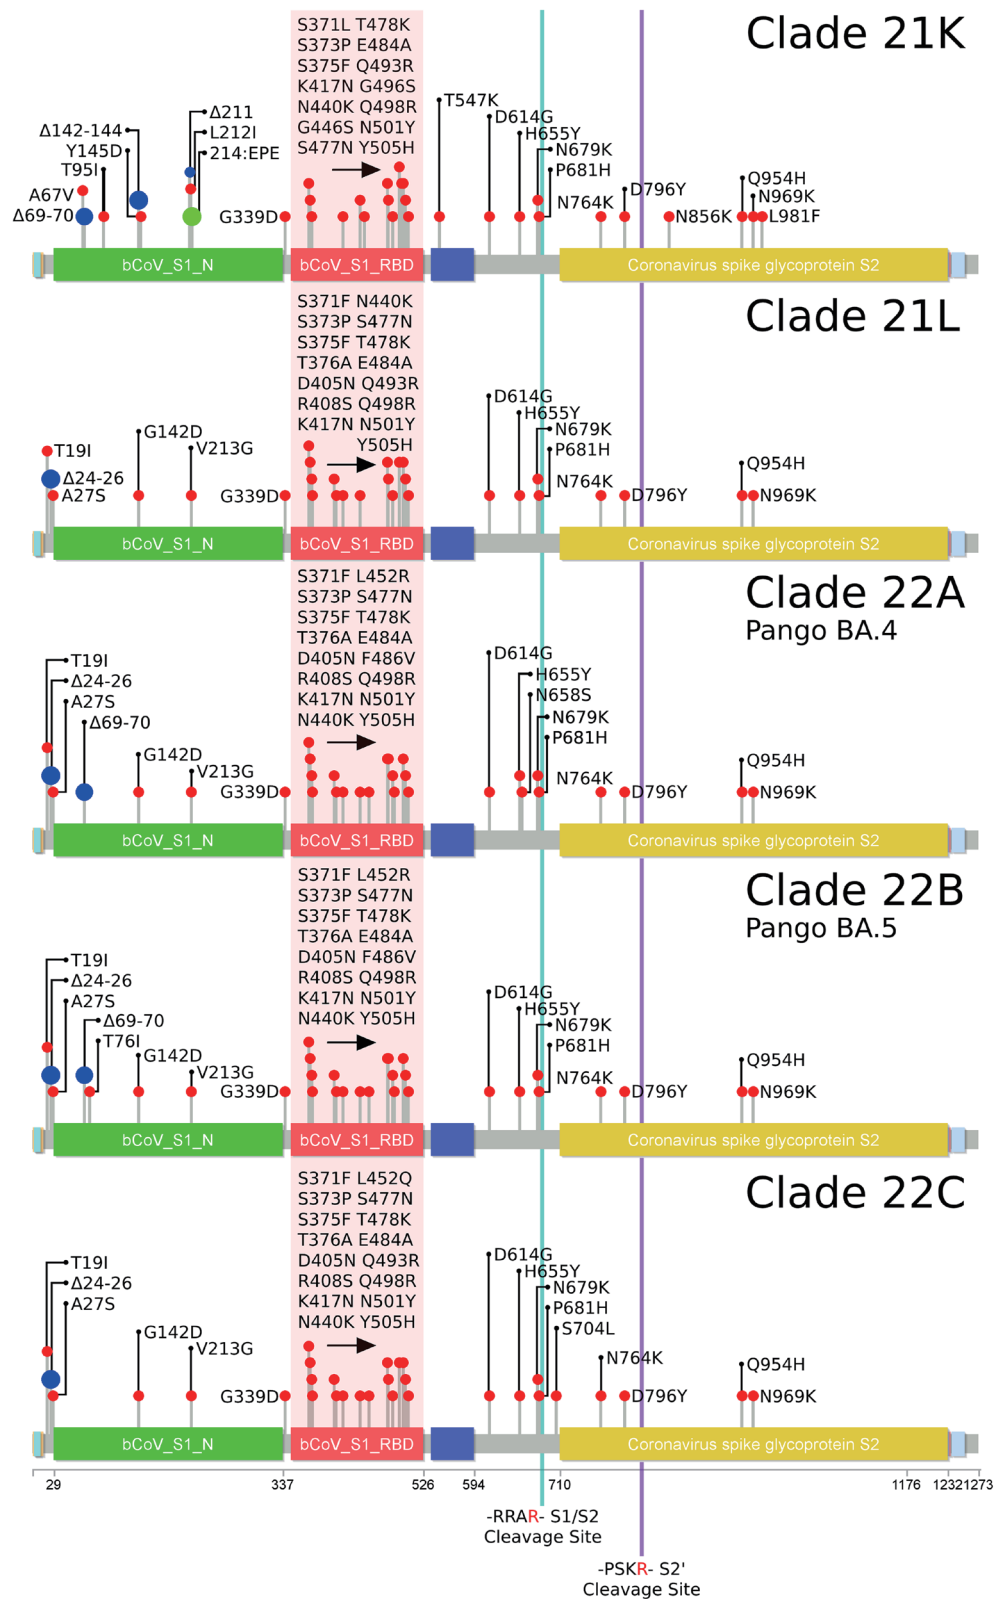 Clade 21K
S371L T478K
S373P E484A
S375F Q493R
K417N G496S
N440K Q498R
G446S N501Y
S477N Y505H
Δ211
L212I
214:EPE
Δ142-144
Y145D
T95I
A67V
Δ69-70
G339D
T547K
D614G
H655Y
N679K
P681H
N764K
D796Y
N856K
Q954H
N969K
L981F
bCoV_S1_N
bCoV_S1_RBD
Coronavirus spike glycoprotein S2
Clade 21L
S371F N440K
S373P S477N
S375F T478K
T376A E484A
D405N Q493R
R408S Q498R
K417N N501Y
Y505H
T19I
Δ24-26
A27S
G142D
V213G
G339D
D614G
H655Y
N679K
P681H
N764K
D796Y
Q954H
N969K
bCoV_S1_N
bCoV_S1_RBD
Coronavirus spike glycoprotein S2
Clade 22A
Pango BA.4
S371F L452R
S373P S477N
S375F T478K
T376A E484A
D405N F486V
R408S Q498R
K417N N501Y
N440K Y505H
T19I
Δ24-26
A27S
Δ69-70
G142D
V213G
G339D
D614G
H655Y
N658S
N679K
P681H
N764K
D796Y
Q954H
N969K
bCoV_S1_N
bCoV_S1_RBD
Coronavirus spike glycoprotein S2
Clade 22B
Pango BA.5
S371F L452R
S373P S477N
S375F T478K
T376A E484A
D405N F486V
R408S Q498R
K417N N501Y
N440K Y505H
T19I
Δ24-26
A27S
Δ69-70
T76I
G142D
V213G
G339D
D614G
H655Y
N679K
P681H
N764K
D796Y
Q954H
N969K
bCoV_S1_N
bCoV_S1_RBD
Coronavirus spike glycoprotein S2
Clade 22C
S371F L452Q
S373P S477N
S375F T478K
T376A E484A
D405N Q493R
R408S Q498R
K417N N501Y
N440K Y505H
T19I
Δ24-26
A27S
G142D
V213G
G339D
D614G
H655Y
N679K
P681H
S704L
N764K
D796Y
Q954H
N969K
bCoV_S1_N
bCoV_S1_RBD
Coronavirus spike glycoprotein S2
29 337 526 594 710 1176 1232 1273
-RRAR- S1/S2
Cleavage Site
-PSKR- S2'
Cleavage Site